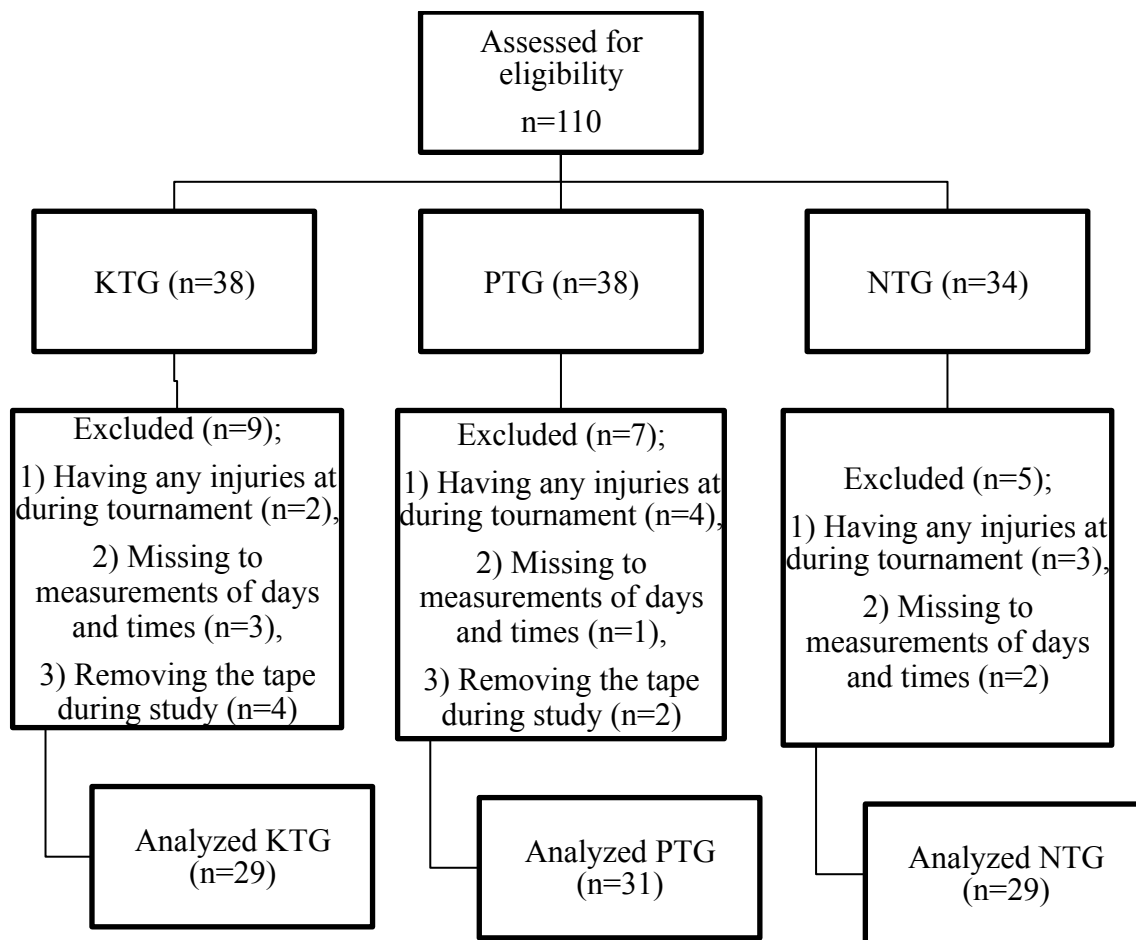 Assessed for
eligibility
n=110
KTG (n=38)
PTG (n=38)
NTG (n=34)
Excluded (n=9);
1) Having any injuries at
during tournament (n=2),
2) Missing to
measurements of days
and times (n=3),
3) Removing the tape
during study (n=4)
Excluded (n=7);
1) Having any injuries at
during tournament (n=4),
2) Missing to
measurements of days
and times (n=1),
3) Removing the tape
during study (n=2)
Excluded (n=5);
1) Having any injuries at
during tournament (n=3),
2) Missing to
measurements of days
and times (n=2)
Analyzed KTG
(n=29)
Analyzed PTG
(n=31)
Analyzed NTG
(n=29)